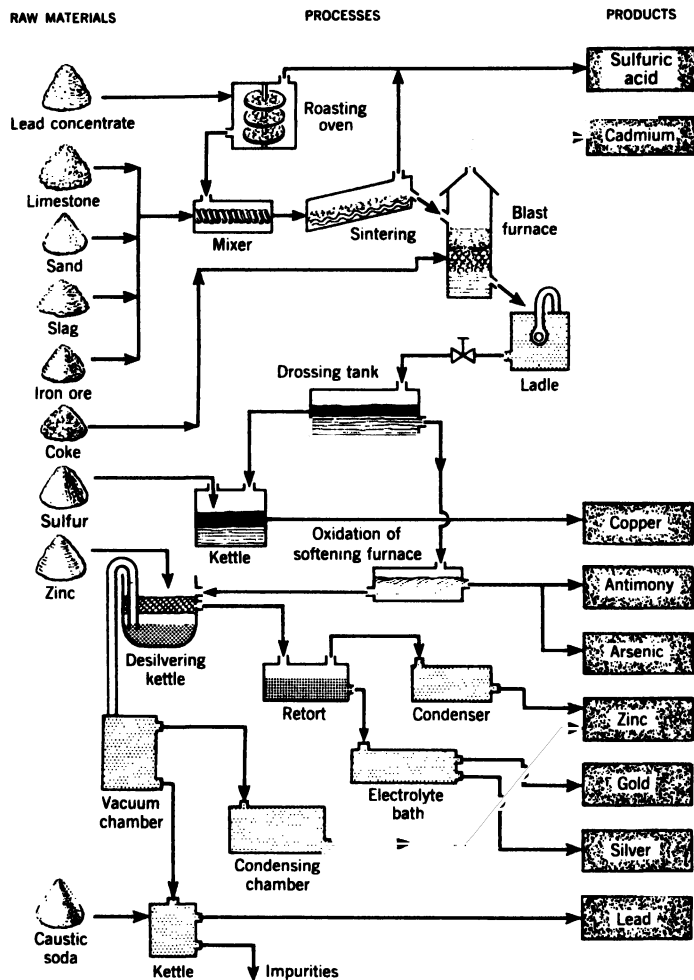 RAW MATERIALS
PROCESSES
PRODUCTS
Lead concentrate
Roasting
oven
Sulfuric
acid
Cadmium
Limestone
Mixer
Sintering
Blast
furnace
Sand
Slag
Iron ore
Ladle
Drossing tank
Coke
Sulfur
Kettle
Oxidation of
softening furnace
Copper
Zinc
Antimony
Desilvering
kettle
Arsenic
Retort
Condenser
Zinc
Vacuum
chamber
Electrolyte
bath
Gold
Condensing
chamber
Silver
Caustic
soda
Kettle
Impurities
Lead